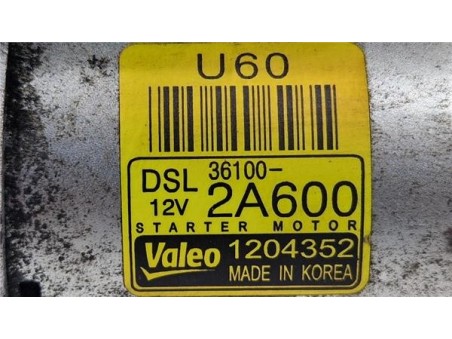 U60
DSL 36100-
12V 2A600
STARTER MOTOR
Valeo 1204352
MADE IN KOREA